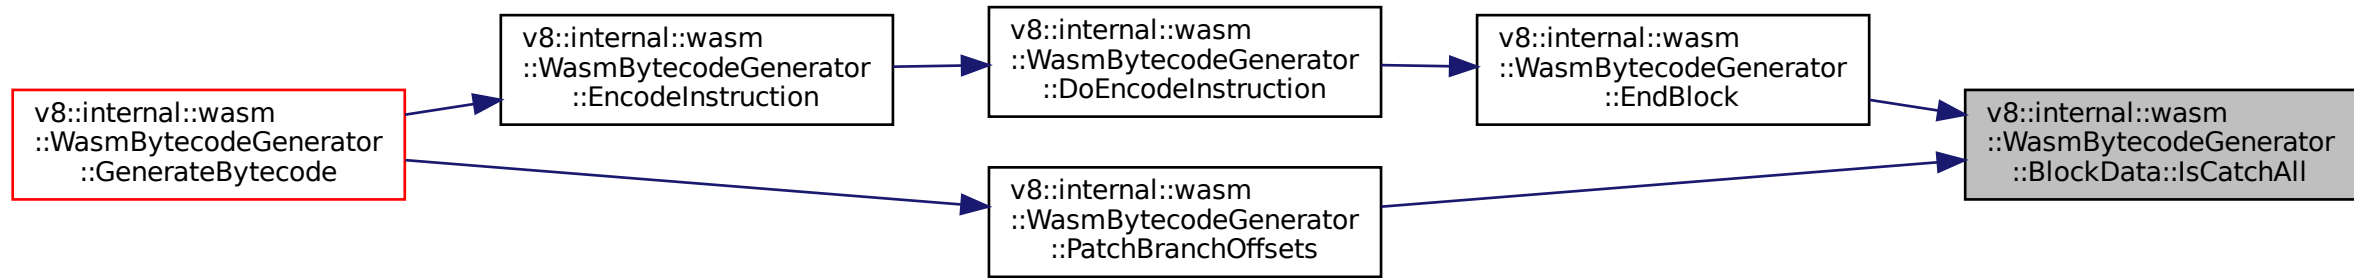 v8::internal::wasm
::WasmBytecodeGenerator
::GenerateBytecode
v8::internal::wasm
::WasmBytecodeGenerator
::EncodeInstruction
v8::internal::wasm
::WasmBytecodeGenerator
::DoEncodeInstruction
v8::internal::wasm
::WasmBytecodeGenerator
::EndBlock
v8::internal::wasm
::WasmBytecodeGenerator
::PatchBranchOffsets
v8::internal::wasm
::WasmBytecodeGenerator
::BlockData::IsCatchAll